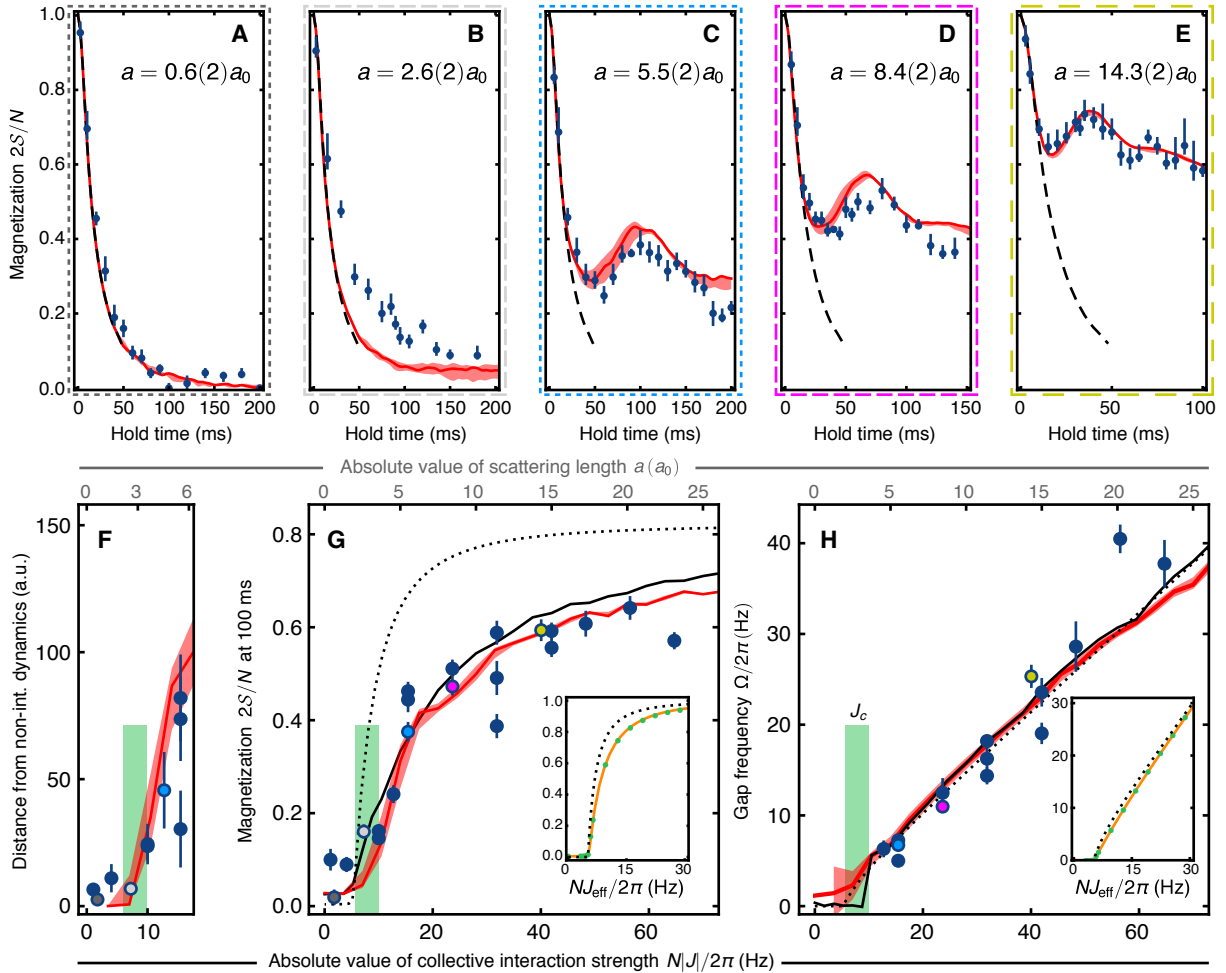 A
B
C
D
E
a = 0.6(2)a₀
a = 2.6(2)a₀
a = 5.5(2)a₀
a = 8.4(2)a₀
a = 14.3(2)a₀
Magnetization 2𝒮/N
1.0
0.8
0.6
0.4
0.2
0.0
0 50 100 150 200
0 50 100 150 200
0 50 100 150 200
0 50 100 150
0 50 100
Hold time (ms)
Hold time (ms)
Hold time (ms)
Hold time (ms)
Hold time (ms)
Absolute value of scattering length a (a₀)
0 3 6
0 5 10 15 20 25
0 5 10 15 20 25
F
Distance from non-int. dynamics (a.u.)
150
100
50
0
0 10
G
Magnetization 2𝒮/N at 100 ms
0.8
0.6
0.4
0.2
0.0
0 20 40 60
1.0
0.8
0.6
0.4
0.2
0.0
0 15 30
NJeff/2π (Hz)
H
J_c
Gap frequency Ω/2π (Hz)
40
30
20
10
0
0 20 40 60
30
20
10
0
0 15 30
NJeff/2π (Hz)
Absolute value of collective interaction strength N|J|/2π (Hz)